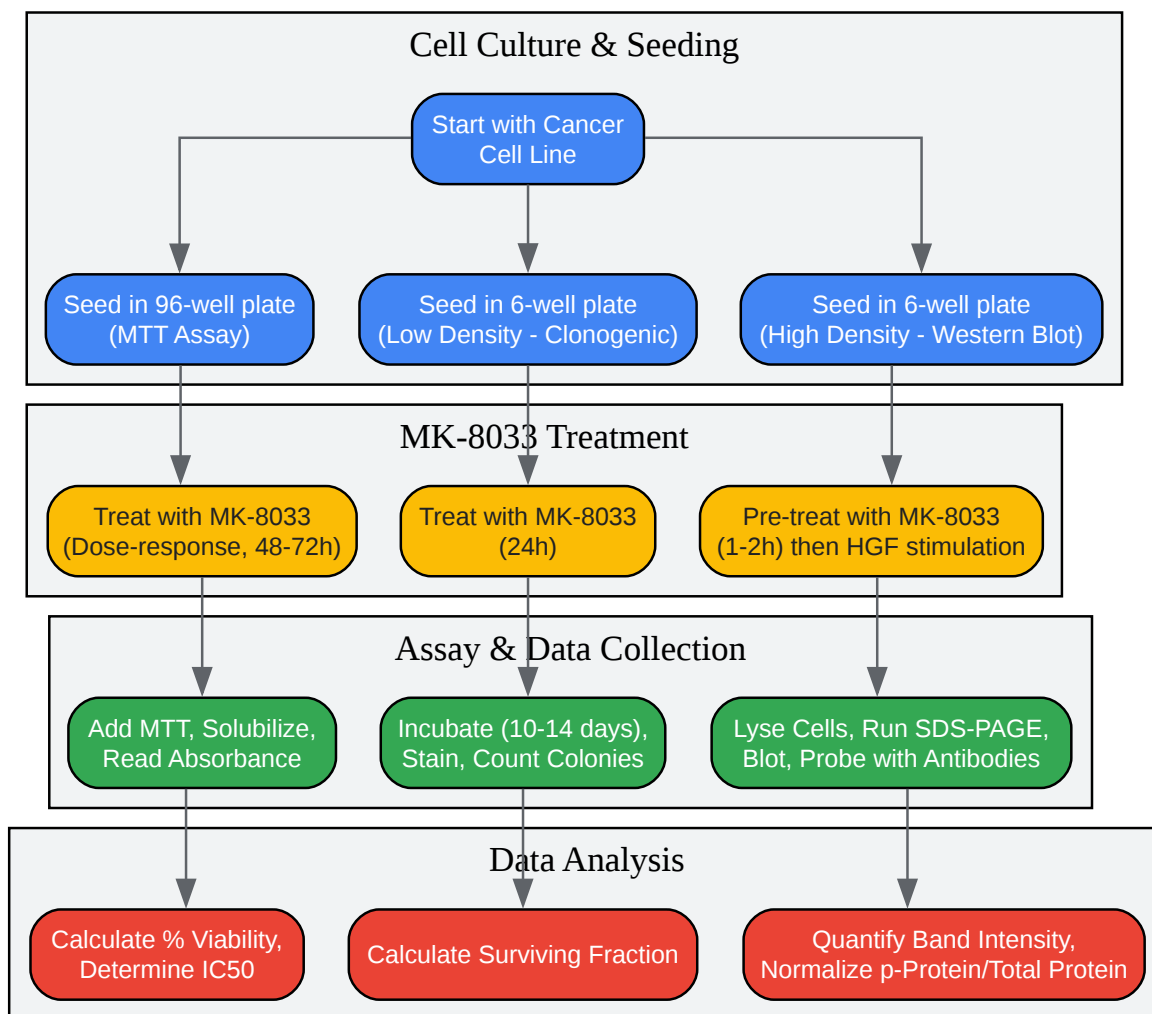 Cell Culture & Seeding
Start with Cancer
Cell Line
Seed in 96-well plate
(MTT Assay)
Seed in 6-well plate
(Low Density - Clonogenic)
Seed in 6-well plate
(High Density - Western Blot)
MK-8033 Treatment
Treat with MK-8033
(Dose-response, 48-72h)
Treat with MK-8033
(24h)
Pre-treat with MK-8033
(1-2h) then HGF stimulation
Assay & Data Collection
Add MTT, Solubilize,
Read Absorbance
Incubate (10-14 days),
Stain, Count Colonies
Lyse Cells, Run SDS-PAGE,
Blot, Probe with Antibodies
Data Analysis
Calculate % Viability,
Determine IC50
Calculate Surviving Fraction
Quantify Band Intensity,
Normalize p-Protein/Total Protein